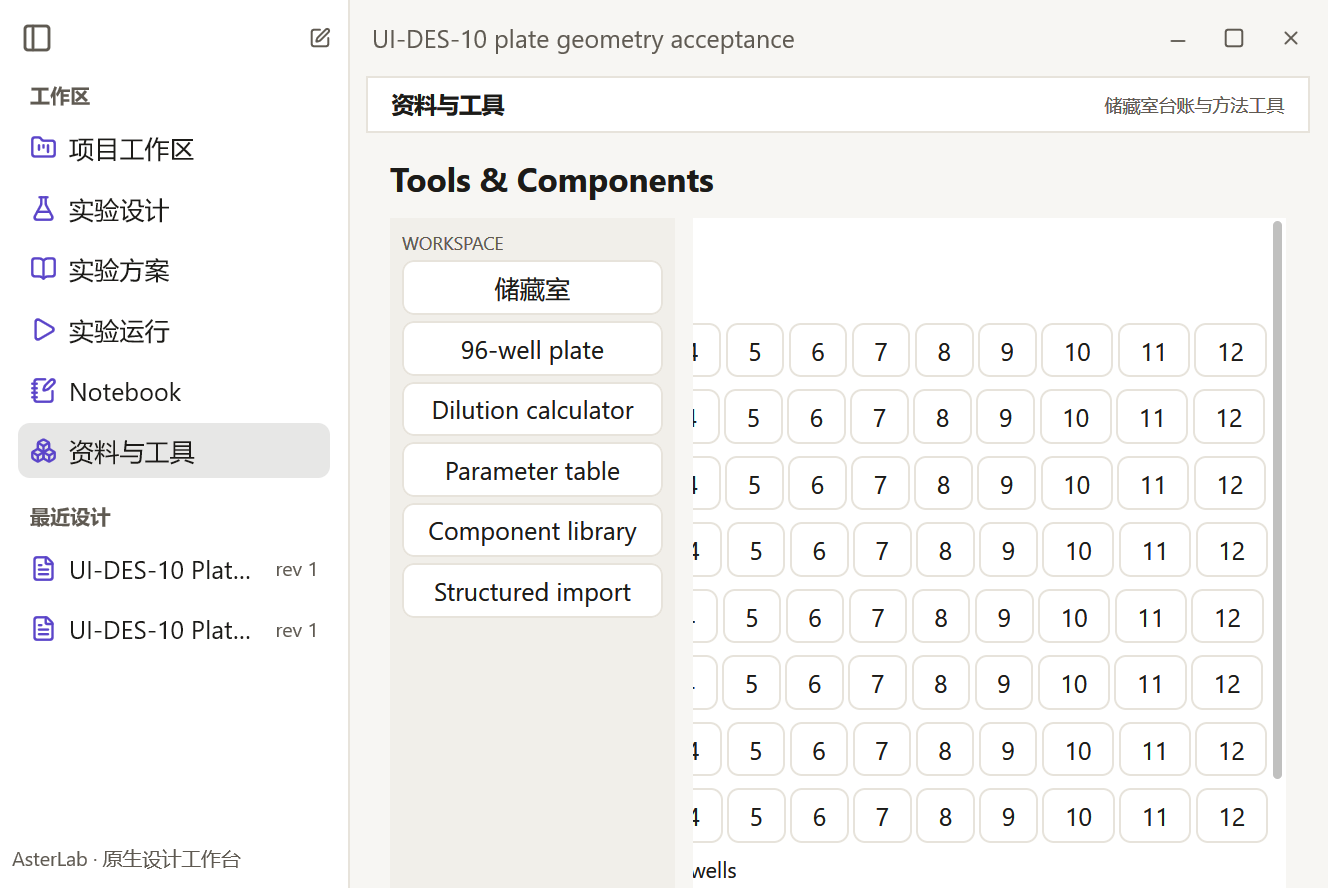 UI-DES-10 plate geometry acceptance
工作区
项目工作区
实验设计
实验方案
实验运行
Notebook
资料与工具
最近设计
UI-DES-10 Plat... rev 1
UI-DES-10 Plat... rev 1
AsterLab · 原生设计工作台
资料与工具 储藏室台账与方法工具
Tools & Components
WORKSPACE
储藏室
96-well plate
Dilution calculator
Parameter table
Component library
Structured import
4 5 6 7 8 9 10 11 12
4 5 6 7 8 9 10 11 12
4 5 6 7 8 9 10 11 12
4 5 6 7 8 9 10 11 12
5 6 7 8 9 10 11 12
5 6 7 8 9 10 11 12
4 5 6 7 8 9 10 11 12
4 5 6 7 8 9 10 11 12
wells